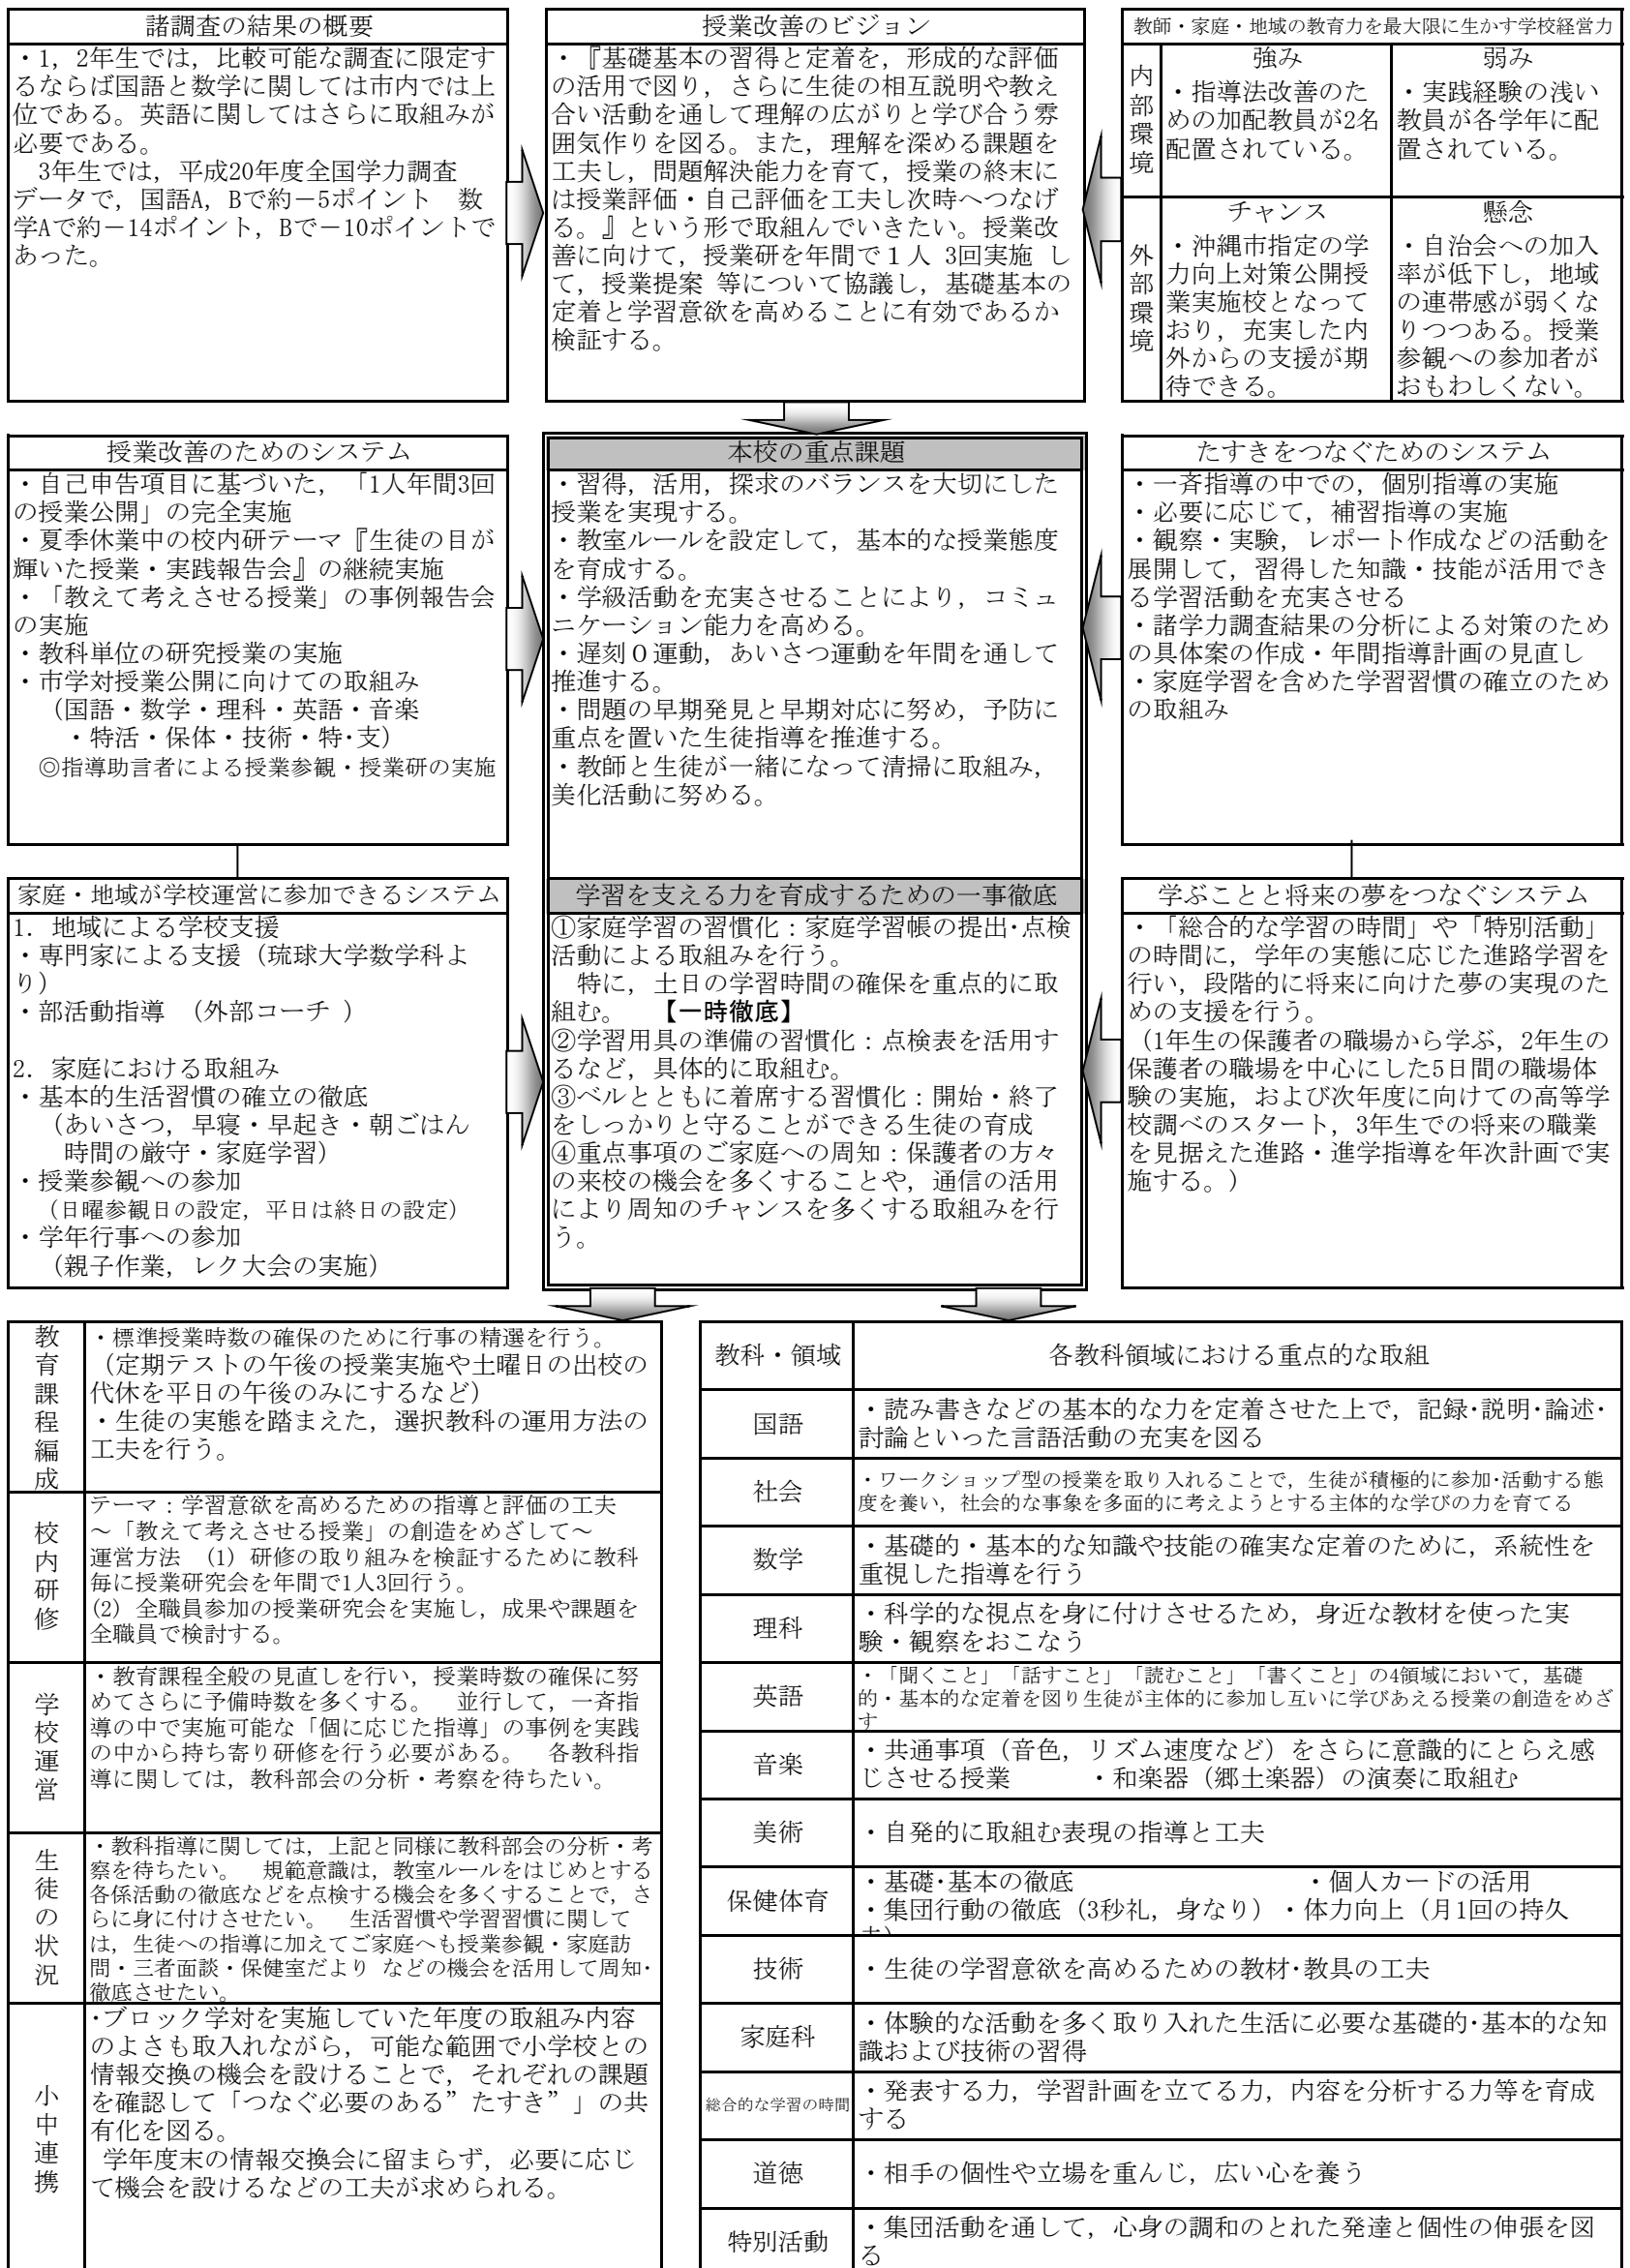 諸調査の結果の概要
・1，2年生では，比較可能な調査に限定す
るならば国語と数学に関しては市内では上
位である。英語に関してはさらに取組みが
必要である。
　3年生では，平成20年度全国学力調査
データで，国語A，Bで約－5ポイント　数
学Aで約－14ポイント，Bで－10ポイントで
あった。
授業改善のビジョン
・『基礎基本の習得と定着を，形成的な評価
の活用で図り，さらに生徒の相互説明や教え
合い活動を通して理解の広がりと学び合う雰
囲気作りを図る。また，理解を深める課題を
工夫し，問題解決能力を育て，授業の終末に
は授業評価・自己評価を工夫し次時へつなげ
る。』という形で取組んでいきたい。授業改
善に向けて，授業研を年間で１人 3回実施 し
て，授業提案 等について協議し，基礎基本の
定着と学習意欲を高めることに有効であるか
検証する。
教師・家庭・地域の教育力を最大限に生かす学校経営力
内部環境
強み
・指導法改善のた
めの加配教員が2名
配置されている。
弱み
・実践経験の浅い
教員が各学年に配
置されている。
外部環境
チャンス
・沖縄市指定の学
力向上対策公開授
業実施校となって
おり，充実した内
外からの支援が期
待できる。
懸念
・自治会への加入
率が低下し，地域
の連帯感が弱くな
りつつある。授業
参観への参加者が
おもわしくない。
授業改善のためのシステム
・自己申告項目に基づいた，「1人年間3回
の授業公開」の完全実施
・夏季休業中の校内研テーマ『生徒の目が
輝いた授業・実践報告会』の継続実施
・「教えて考えさせる授業」の事例報告会
の実施
・教科単位の研究授業の実施
・市学対授業公開に向けての取組み
（国語・数学・理科・英語・音楽
・特活・保体・技術・特･支）
◎指導助言者による授業参観・授業研の実施
本校の重点課題
・習得，活用，探求のバランスを大切にした
授業を実現する。
・教室ルールを設定して，基本的な授業態度
を育成する。
・学級活動を充実させることにより，コミュ
ニケーション能力を高める。
・遅刻０運動，あいさつ運動を年間を通して
推進する。
・問題の早期発見と早期対応に努め，予防に
重点を置いた生徒指導を推進する。
・教師と生徒が一緒になって清掃に取組み，
美化活動に努める。
たすきをつなぐためのシステム
・一斉指導の中での，個別指導の実施
・必要に応じて，補習指導の実施
・観察・実験，レポート作成などの活動を
展開して，習得した知識・技能が活用でき
る学習活動を充実させる
・諸学力調査結果の分析による対策のため
の具体案の作成・年間指導計画の見直し
・家庭学習を含めた学習習慣の確立のため
の取組み
家庭・地域が学校運営に参加できるシステム
1．地域による学校支援
・専門家による支援（琉球大学数学科よ
り）
・部活動指導　（外部コーチ ）
2．家庭における取組み
・基本的生活習慣の確立の徹底
（あいさつ，早寝・早起き・朝ごはん
時間の厳守・家庭学習）
・授業参観への参加
（日曜参観日の設定，平日は終日の設定）
・学年行事への参加
（親子作業，レク大会の実施）
学習を支える力を育成するための一事徹底
①家庭学習の習慣化：家庭学習帳の提出･点検
活動による取組みを行う。
　特に，土日の学習時間の確保を重点的に取
組む。　【一時徹底】
②学習用具の準備の習慣化：点検表を活用す
るなど，具体的に取組む。
③ベルとともに着席する習慣化：開始・終了
をしっかりと守ることができる生徒の育成
④重点事項のご家庭への周知：保護者の方々
の来校の機会を多くすることや，通信の活用
により周知のチャンスを多くする取組みを行
う。
学ぶことと将来の夢をつなぐシステム
・「総合的な学習の時間」や「特別活動」
の時間に，学年の実態に応じた進路学習を
行い，段階的に将来に向けた夢の実現のた
めの支援を行う。
（1年生の保護者の職場から学ぶ，2年生の
保護者の職場を中心にした5日間の職場体
験の実施，および次年度に向けての高等学
校調べのスタート，3年生での将来の職業
を見据えた進路・進学指導を年次計画で実
施する。）
教育課程編成
・標準授業時数の確保のために行事の精選を行う。
（定期テストの午後の授業実施や土曜日の出校の
代休を平日の午後のみにするなど）
・生徒の実態を踏まえた，選択教科の運用方法の
工夫を行う。
校内研修
テーマ：学習意欲を高めるための指導と評価の工夫
～「教えて考えさせる授業」の創造をめざして～
運営方法　(1) 研修の取り組みを検証するために教科
毎に授業研究会を年間で1人3回行う。
(2) 全職員参加の授業研究会を実施し，成果や課題を
全職員で検討する。
学校運営
・教育課程全般の見直しを行い，授業時数の確保に努
めてさらに予備時数を多くする。　並行して，一斉指
導の中で実施可能な「個に応じた指導」の事例を実践
の中から持ち寄り研修を行う必要がある。　各教科指
導に関しては，教科部会の分析・考察を待ちたい。
生徒の状況
・教科指導に関しては，上記と同様に教科部会の分析・考
察を待ちたい。　規範意識は，教室ルールをはじめとする
各係活動の徹底などを点検する機会を多くすることで，さ
らに身に付けさせたい。　生活習慣や学習習慣に関して
は，生徒への指導に加えてご家庭へも授業参観・家庭訪
問・三者面談・保健室だより などの機会を活用して周知･
徹底させたい。
小中連携
･ブロック学対を実施していた年度の取組み内容
のよさも取入れながら，可能な範囲で小学校との
情報交換の機会を設けることで，それぞれの課題
を確認して「つなぐ必要のある”たすき”」の共
有化を図る。
学年度末の情報交換会に留まらず，必要に応じ
て機会を設けるなどの工夫が求められる。
教科・領域
各教科領域における重点的な取組
国語
・読み書きなどの基本的な力を定着させた上で，記録･説明･論述･
討論といった言語活動の充実を図る
社会
・ワークショップ型の授業を取り入れることで，生徒が積極的に参加･活動する態
度を養い，社会的な事象を多面的に考えようとする主体的な学びの力を育てる
数学
・基礎的・基本的な知識や技能の確実な定着のために，系統性を
重視した指導を行う
理科
・科学的な視点を身に付けさせるため，身近な教材を使った実
験・観察をおこなう
英語
・「聞くこと」「話すこと」「読むこと」「書くこと」の4領域において，基礎
的・基本的な定着を図り生徒が主体的に参加し互いに学びあえる授業の創造をめざ
す
音楽
・共通事項（音色，リズム速度など）をさらに意識的にとらえ感
じさせる授業　　　・和楽器（郷土楽器）の演奏に取組む
美術
・自発的に取組む表現の指導と工夫
保健体育
・基礎･基本の徹底　　　　　　　　　・個人カードの活用
・集団行動の徹底（3秒礼，身なり）・体力向上（月1回の持久
技術
・生徒の学習意欲を高めるための教材･教具の工夫
家庭科
・体験的な活動を多く取り入れた生活に必要な基礎的･基本的な知
識および技術の習得
総合的な学習の時間
・発表する力，学習計画を立てる力，内容を分析する力等を育成
する
道徳
・相手の個性や立場を重んじ，広い心を養う
特別活動
・集団活動を通して，心身の調和のとれた発達と個性の伸張を図
る